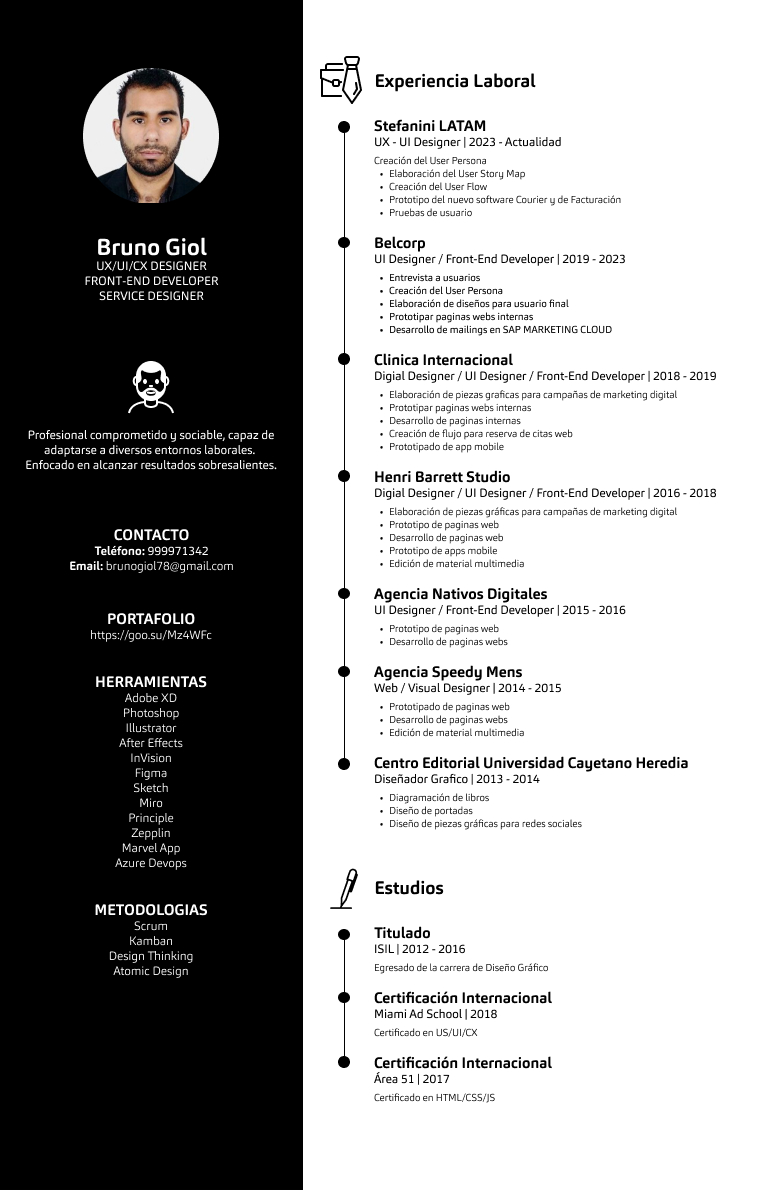 Bruno Giol
UX/UI/CX DESIGNER
FRONT-END DEVELOPER
SERVICE DESIGNER
Profesional comprometido y sociable, capaz de
adaptarse a diversos entornos laborales.
Enfocado en alcanzar resultados sobresalientes.
CONTACTO
Teléfono: 999971342
Email: brunogiol78@gmail.com
PORTAFOLIO
https://goo.su/Mz4WFc
HERRAMIENTAS
Adobe XD
Photoshop
Illustrator
After Effects
InVision
Figma
Sketch
Miro
Principle
Zepplin
Marvel App
Azure Devops
METODOLOGIAS
Scrum
Kamban
Design Thinking
Atomic Design
Experiencia Laboral
Stefanini LATAM
UX - UI Designer | 2023 - Actualidad
Creación del User Persona
• Elaboración del User Story Map
• Creación del User Flow
• Prototipo del nuevo software Courier y de Facturación
• Pruebas de usuario
Belcorp
UI Designer / Front-End Developer | 2019 - 2023
• Entrevista a usuarios
• Creación del User Persona
• Elaboración de diseños para usuario final
• Prototipar paginas webs internas
• Desarrollo de mailings en SAP MARKETING CLOUD
Clinica Internacional
Digial Designer / UI Designer / Front-End Developer | 2018 - 2019
• Elaboración de piezas graficas para campañas de marketing digital
• Prototipar paginas webs internas
• Desarrollo de paginas internas
• Creación de flujo para reserva de citas web
• Prototipado de app mobile
Henri Barrett Studio
Digial Designer / UI Designer / Front-End Developer | 2016 - 2018
• Elaboración de piezas gráficas para campañas de marketing digital
• Prototipo de paginas web
• Desarrollo de paginas web
• Prototipo de apps mobile
• Edición de material multimedia
Agencia Nativos Digitales
UI Designer / Front-End Developer | 2015 - 2016
• Prototipo de paginas web
• Desarrollo de paginas webs
Agencia Speedy Mens
Web / Visual Designer | 2014 - 2015
• Prototipado de paginas web
• Desarrollo de paginas webs
• Edición de material multimedia
Centro Editorial Universidad Cayetano Heredia
Diseñador Grafico | 2013 - 2014
• Diagramación de libros
• Diseño de portadas
• Diseño de piezas gráficas para redes sociales
Estudios
Titulado
ISIL | 2012 - 2016
Egresado de la carrera de Diseño Gráfico
Certificación Internacional
Miami Ad School | 2018
Certificado en US/UI/CX
Certificación Internacional
Área 51 | 2017
Certificado en HTML/CSS/JS